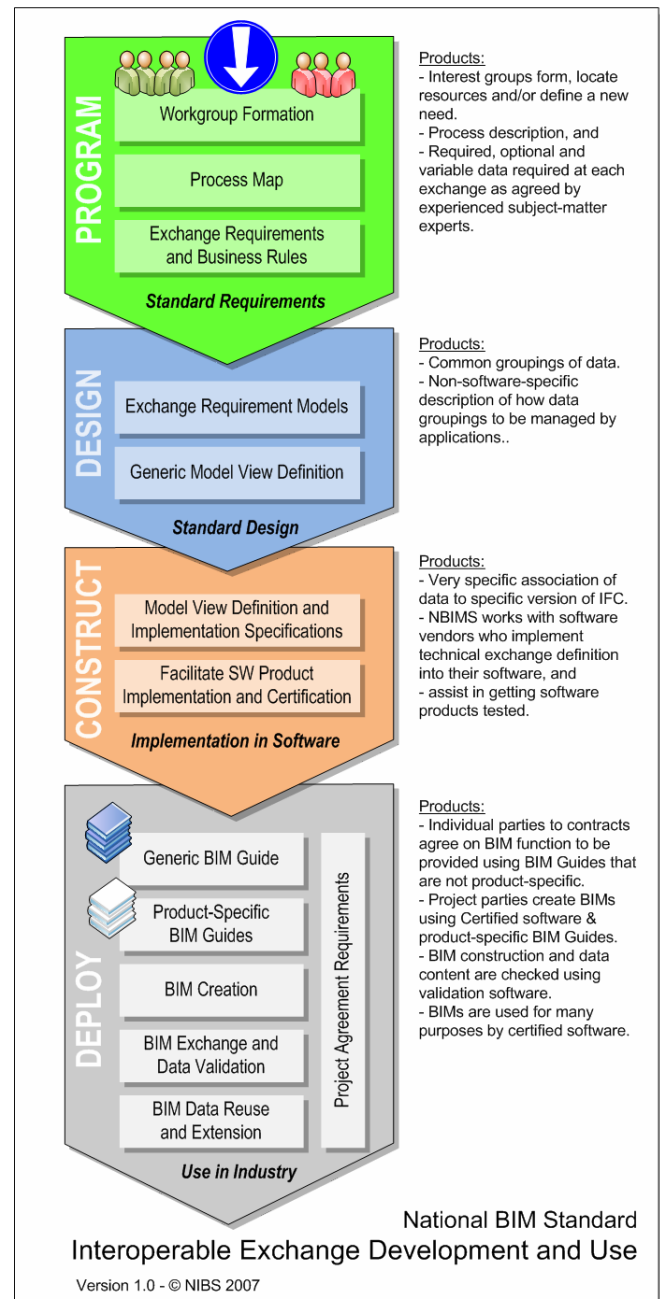 PROGRAM
Workgroup Formation
Process Map
Exchange Requirements
and Business Rules
Standard Requirements
Products:
- Interest groups form, locate
resources and/or define a new
need.
- Process description, and
- Required, optional and
variable data required at each
exchange as agreed by
experienced subject-matter
experts.
DESIGN
Exchange Requirement Models
Generic Model View Definition
Standard Design
Products:
- Common groupings of data.
- Non-software-specific
description of how data
groupings to be managed by
applications..
CONSTRUCT
Model View Definition and
Implementation Specifications
Facilitate SW Product
Implementation and Certification
Implementation in Software
Products:
- Very specific association of
data to specific version of IFC.
- NBIMS works with software
vendors who implement
technical exchange definition
into their software, and
- assist in getting software
products tested.
DEPLOY
Generic BIM Guide
Product-Specific
BIM Guides
BIM Creation
BIM Exchange and
Data Validation
BIM Data Reuse
and Extension
Project Agreement Requirements
Use in Industry
Products:
- Individual parties to contracts
agree on BIM function to be
provided using BIM Guides that
are not product-specific.
- Project parties create BIMs
using Certified software &
product-specific BIM Guides.
- BIM construction and data
content are checked using
validation software.
- BIMs are used for many
purposes by certified software.
National BIM Standard
Interoperable Exchange Development and Use
Version 1.0 - © NIBS 2007